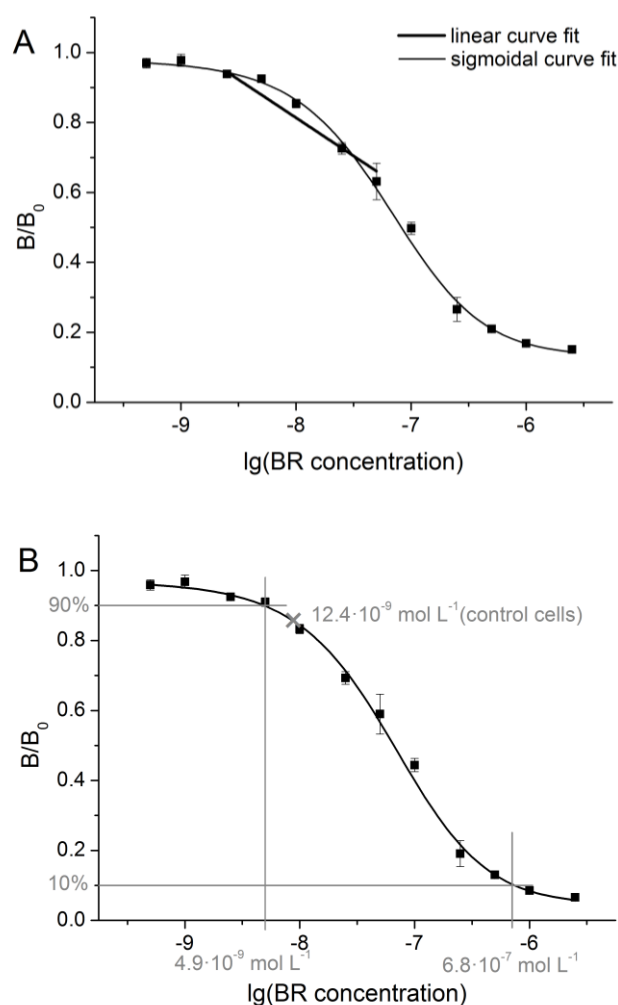 A
linear curve fit
sigmoidal curve fit
1.0
0.8
0.6
0.4
0.2
0.0
B/B₀
-9 -8 -7 -6
lg(BR concentration)
B
1.0
90%
12.4·10⁻⁹ mol L⁻¹(control cells)
0.8
0.6
0.4
0.2
10%
0.0
B/B₀
-9 -8 -7 -6
4.9·10⁻⁹ mol L⁻¹ 6.8·10⁻⁷ mol L⁻¹
lg(BR concentration)